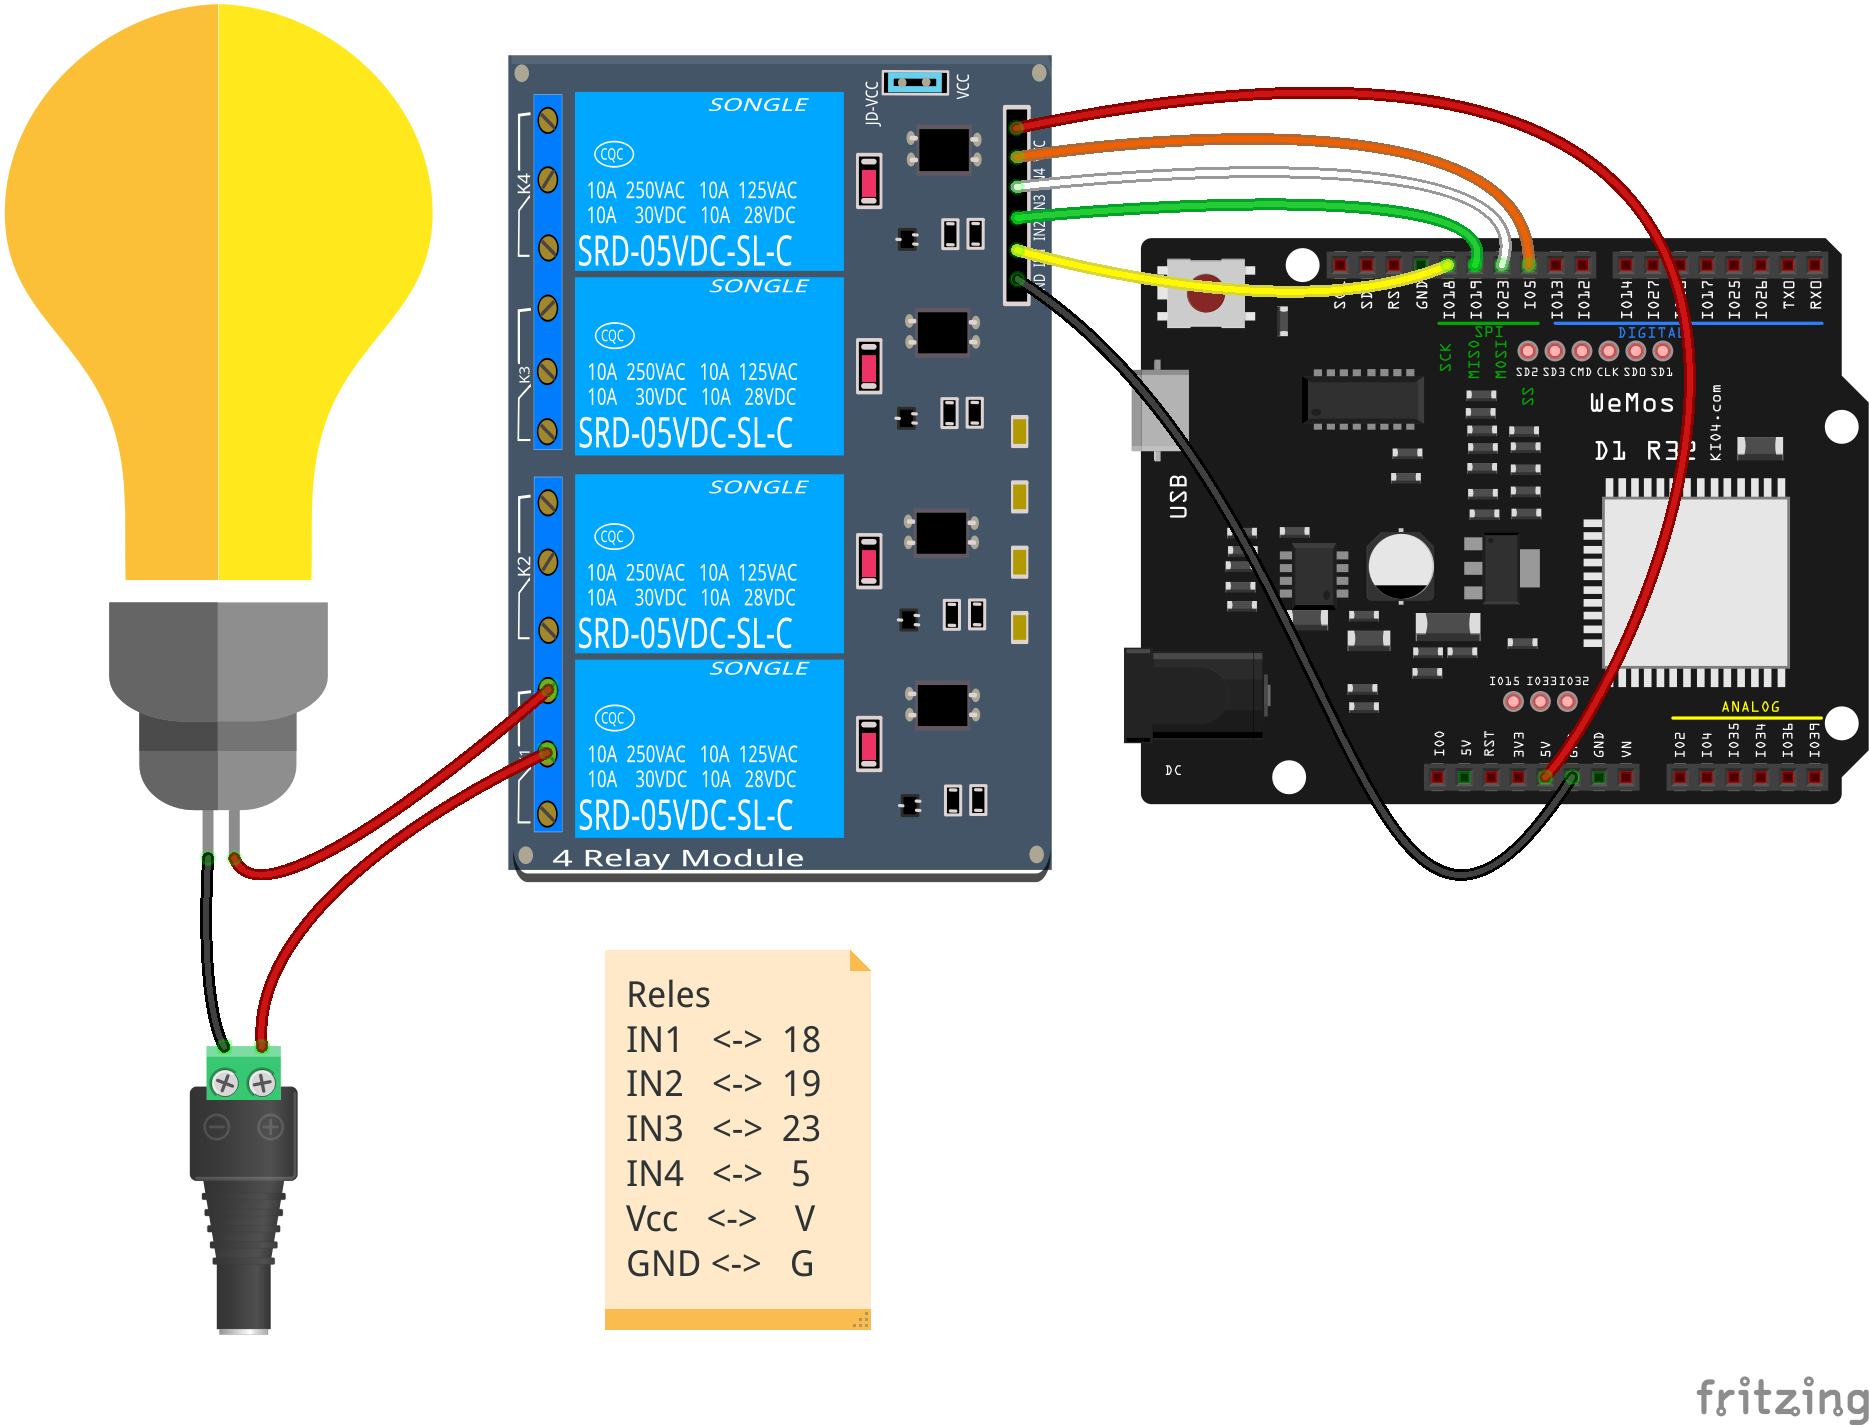 SONGLE
JD-VCC
VCC
CQC
10A 250VAC 10A 125VAC
10A 30VDC 10A 28VDC
SRD-05VDC-SL-C
K4
SONGLE
CQC
10A 250VAC 10A 125VAC
10A 30VDC 10A 28VDC
SRD-05VDC-SL-C
K3
SONGLE
CQC
10A 250VAC 10A 125VAC
10A 30VDC 10A 28VDC
SRD-05VDC-SL-C
K2
SONGLE
CQC
10A 250VAC 10A 125VAC
10A 30VDC 10A 28VDC
SRD-05VDC-SL-C
4 Relay Module
IN3
IN2
GND IO18 IO19 IO23 IO5 IO13 IO12 IO14 IO27 IO17 IO25 IO26 TXD RXD
SPI
DIGITAL
SCK MISO MOSI SS
SD2 SD3 CMD CLK SD0 SD1
WeMos
D1 R32
KIO4.com
USB
DC
IO15 IO33 IO32
ANALOG
IO0 5V RST 3V3 5V GND VN IO2 IO4 IO35 IO34 IO36 IO39
Reles
IN1 <-> 18
IN2 <-> 19
IN3 <-> 23
IN4 <-> 5
Vcc <-> V
GND <-> G
fritzing